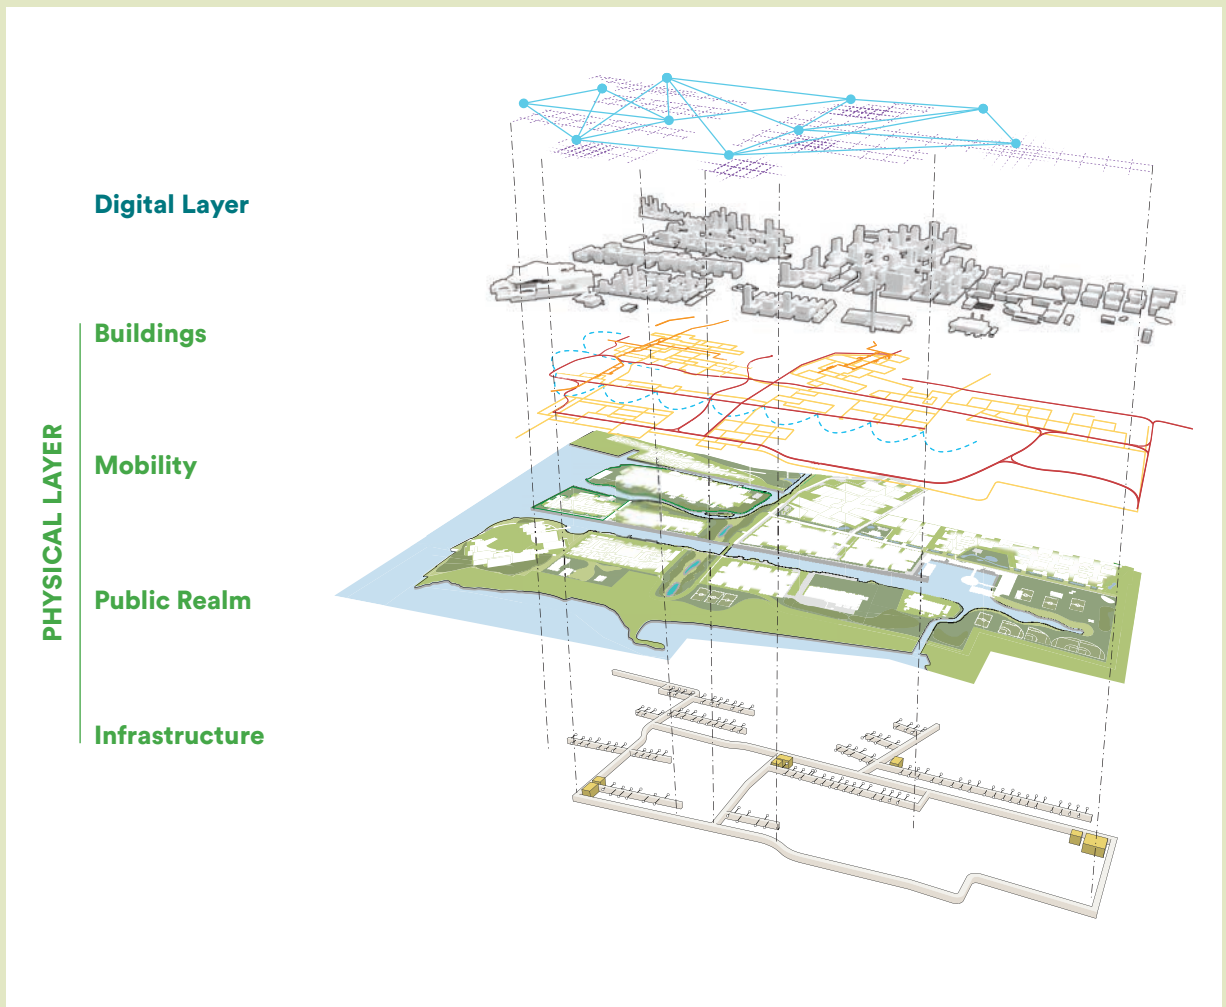 Digital Layer
PHYSICAL LAYER
Buildings
Mobility
Public Realm
Infrastructure